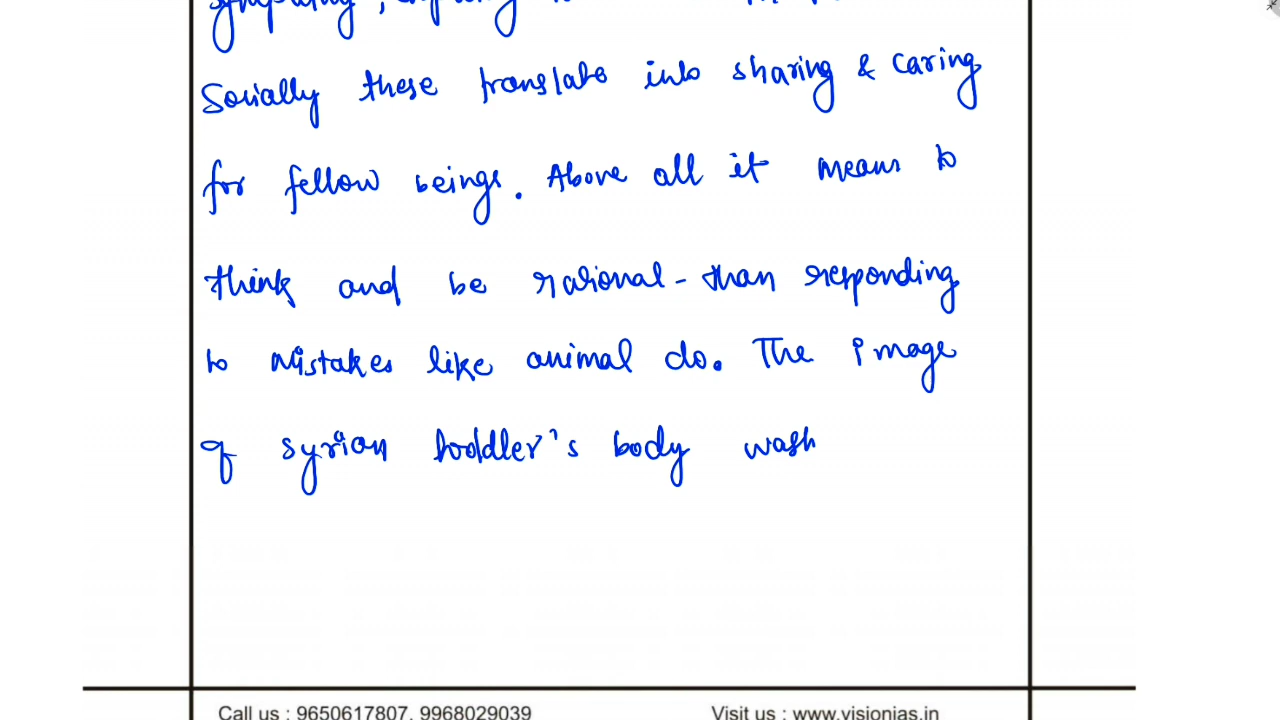 Socially these translate into sharing & caring
for fellow beings. Above all it means to
think and be rational - than responding
to mistakes like animal do. The image
of syrian toddler's body wash
Call us : 9650617807, 9968029039
Visit us : www.visionias.in